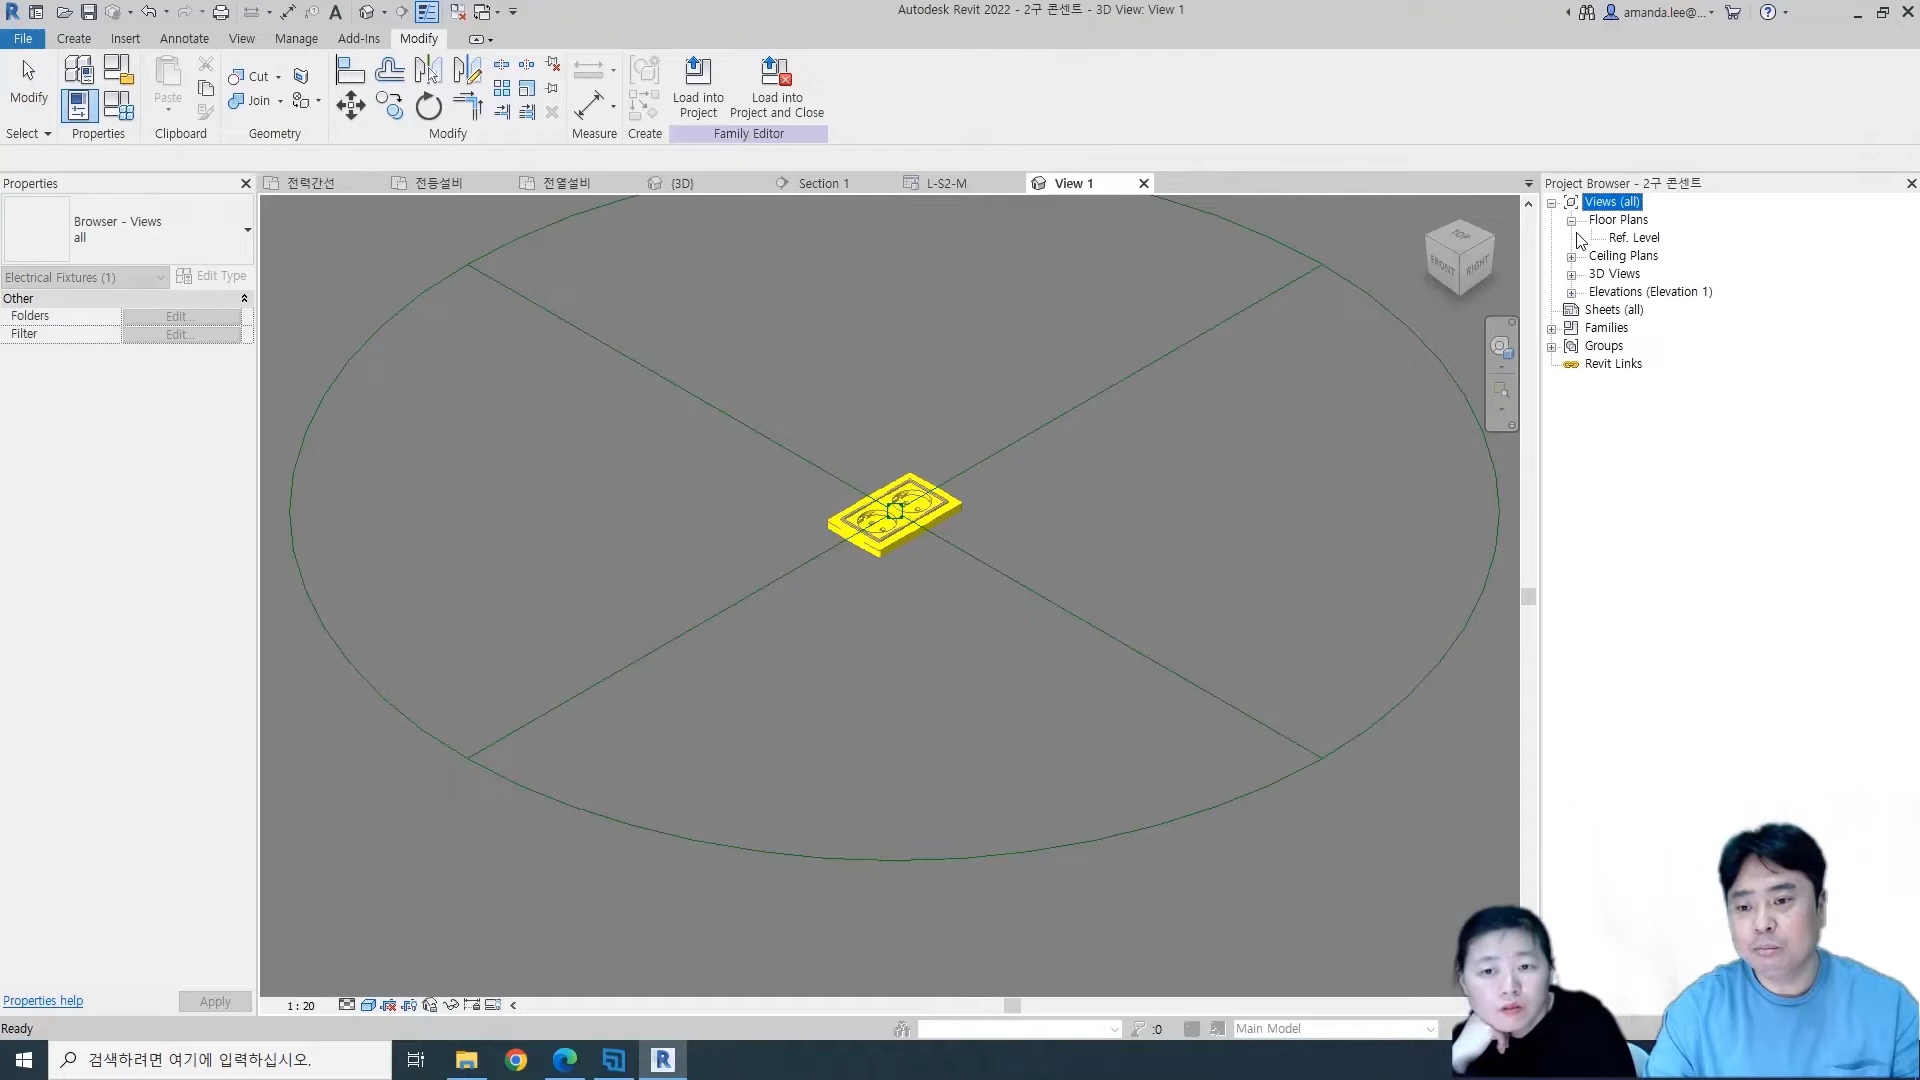 Autodesk Revit 2022 - 2구 콘센트 - 3D View: View 1
amanda.lee@...
File Create Insert Annotate View Manage Add-Ins Modify
Modify
Paste
Cut
Join
Load into
Project
Load into
Project and Close
Select Properties Clipboard Geometry Modify Measure Create Family Editor
Properties
전력간선 전등설비 전열설비 {3D} Section 1 L-S2-M View 1
Project Browser - 2구 콘센트
Browser - Views
all
Electrical Fixtures (1) Edit Type
Other
Folders Edit...
Filter Edit...
Properties help Apply
TOP
FRONT RIGHT
Views (all)
Floor Plans
Ref. Level
Ceiling Plans
3D Views
Elevations (Elevation 1)
Sheets (all)
Families
Groups
Revit Links
1 : 20
Ready
:0
Main Model
검색하려면 여기에 입력하십시오.